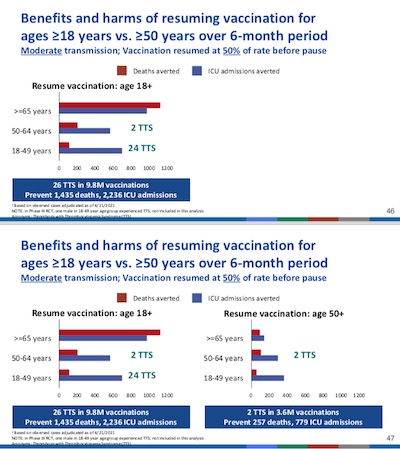 Benefits and harms of resuming vaccination for
ages ≥18 years vs. ≥50 years over 6-month period
Moderate transmission; Vaccination resumed at 50% of rate before pause
Deaths averted ICU admissions averted
Resume vaccination: age 18+
>=65 years
50-64 years 2 TTS
18-49 years 24 TTS
0 200 400 600 800 1000 1200
26 TTS in 9.8M vaccinations
Prevent 1,435 deaths, 2,236 ICU admissions
Based on observed cases adjudicated as of 4/21/2021
NOTE: in Phase III RCT, one male in 18-49 year age group experienced TTS; not included in this analysis
Acronyms: Thrombosis with Thrombocytopenia Syndrome (TTS)
46
Benefits and harms of resuming vaccination for
ages ≥18 years vs. ≥50 years over 6-month period
Moderate transmission; Vaccination resumed at 50% of rate before pause
Deaths averted ICU admissions averted
Resume vaccination: age 18+ Resume vaccination: age 50+
>=65 years >=65 years
50-64 years 2 TTS 50-64 years 2 TTS
18-49 years 24 TTS 18-49 years
0 200 400 600 800 1000 1200 0 200 400 600 800 1000 1200
26 TTS in 9.8M vaccinations 2 TTS in 3.6M vaccinations
Prevent 1,435 deaths, 2,236 ICU admissions Prevent 257 deaths, 779 ICU admissions
Based on observed cases adjudicated as of 4/21/2021
NOTE: in Phase III RCT, one male in 18-49 year age group experienced TTS; not included in this analysis
Acronyms: Thrombosis with Thrombocytopenia Syndrome (TTS)
47